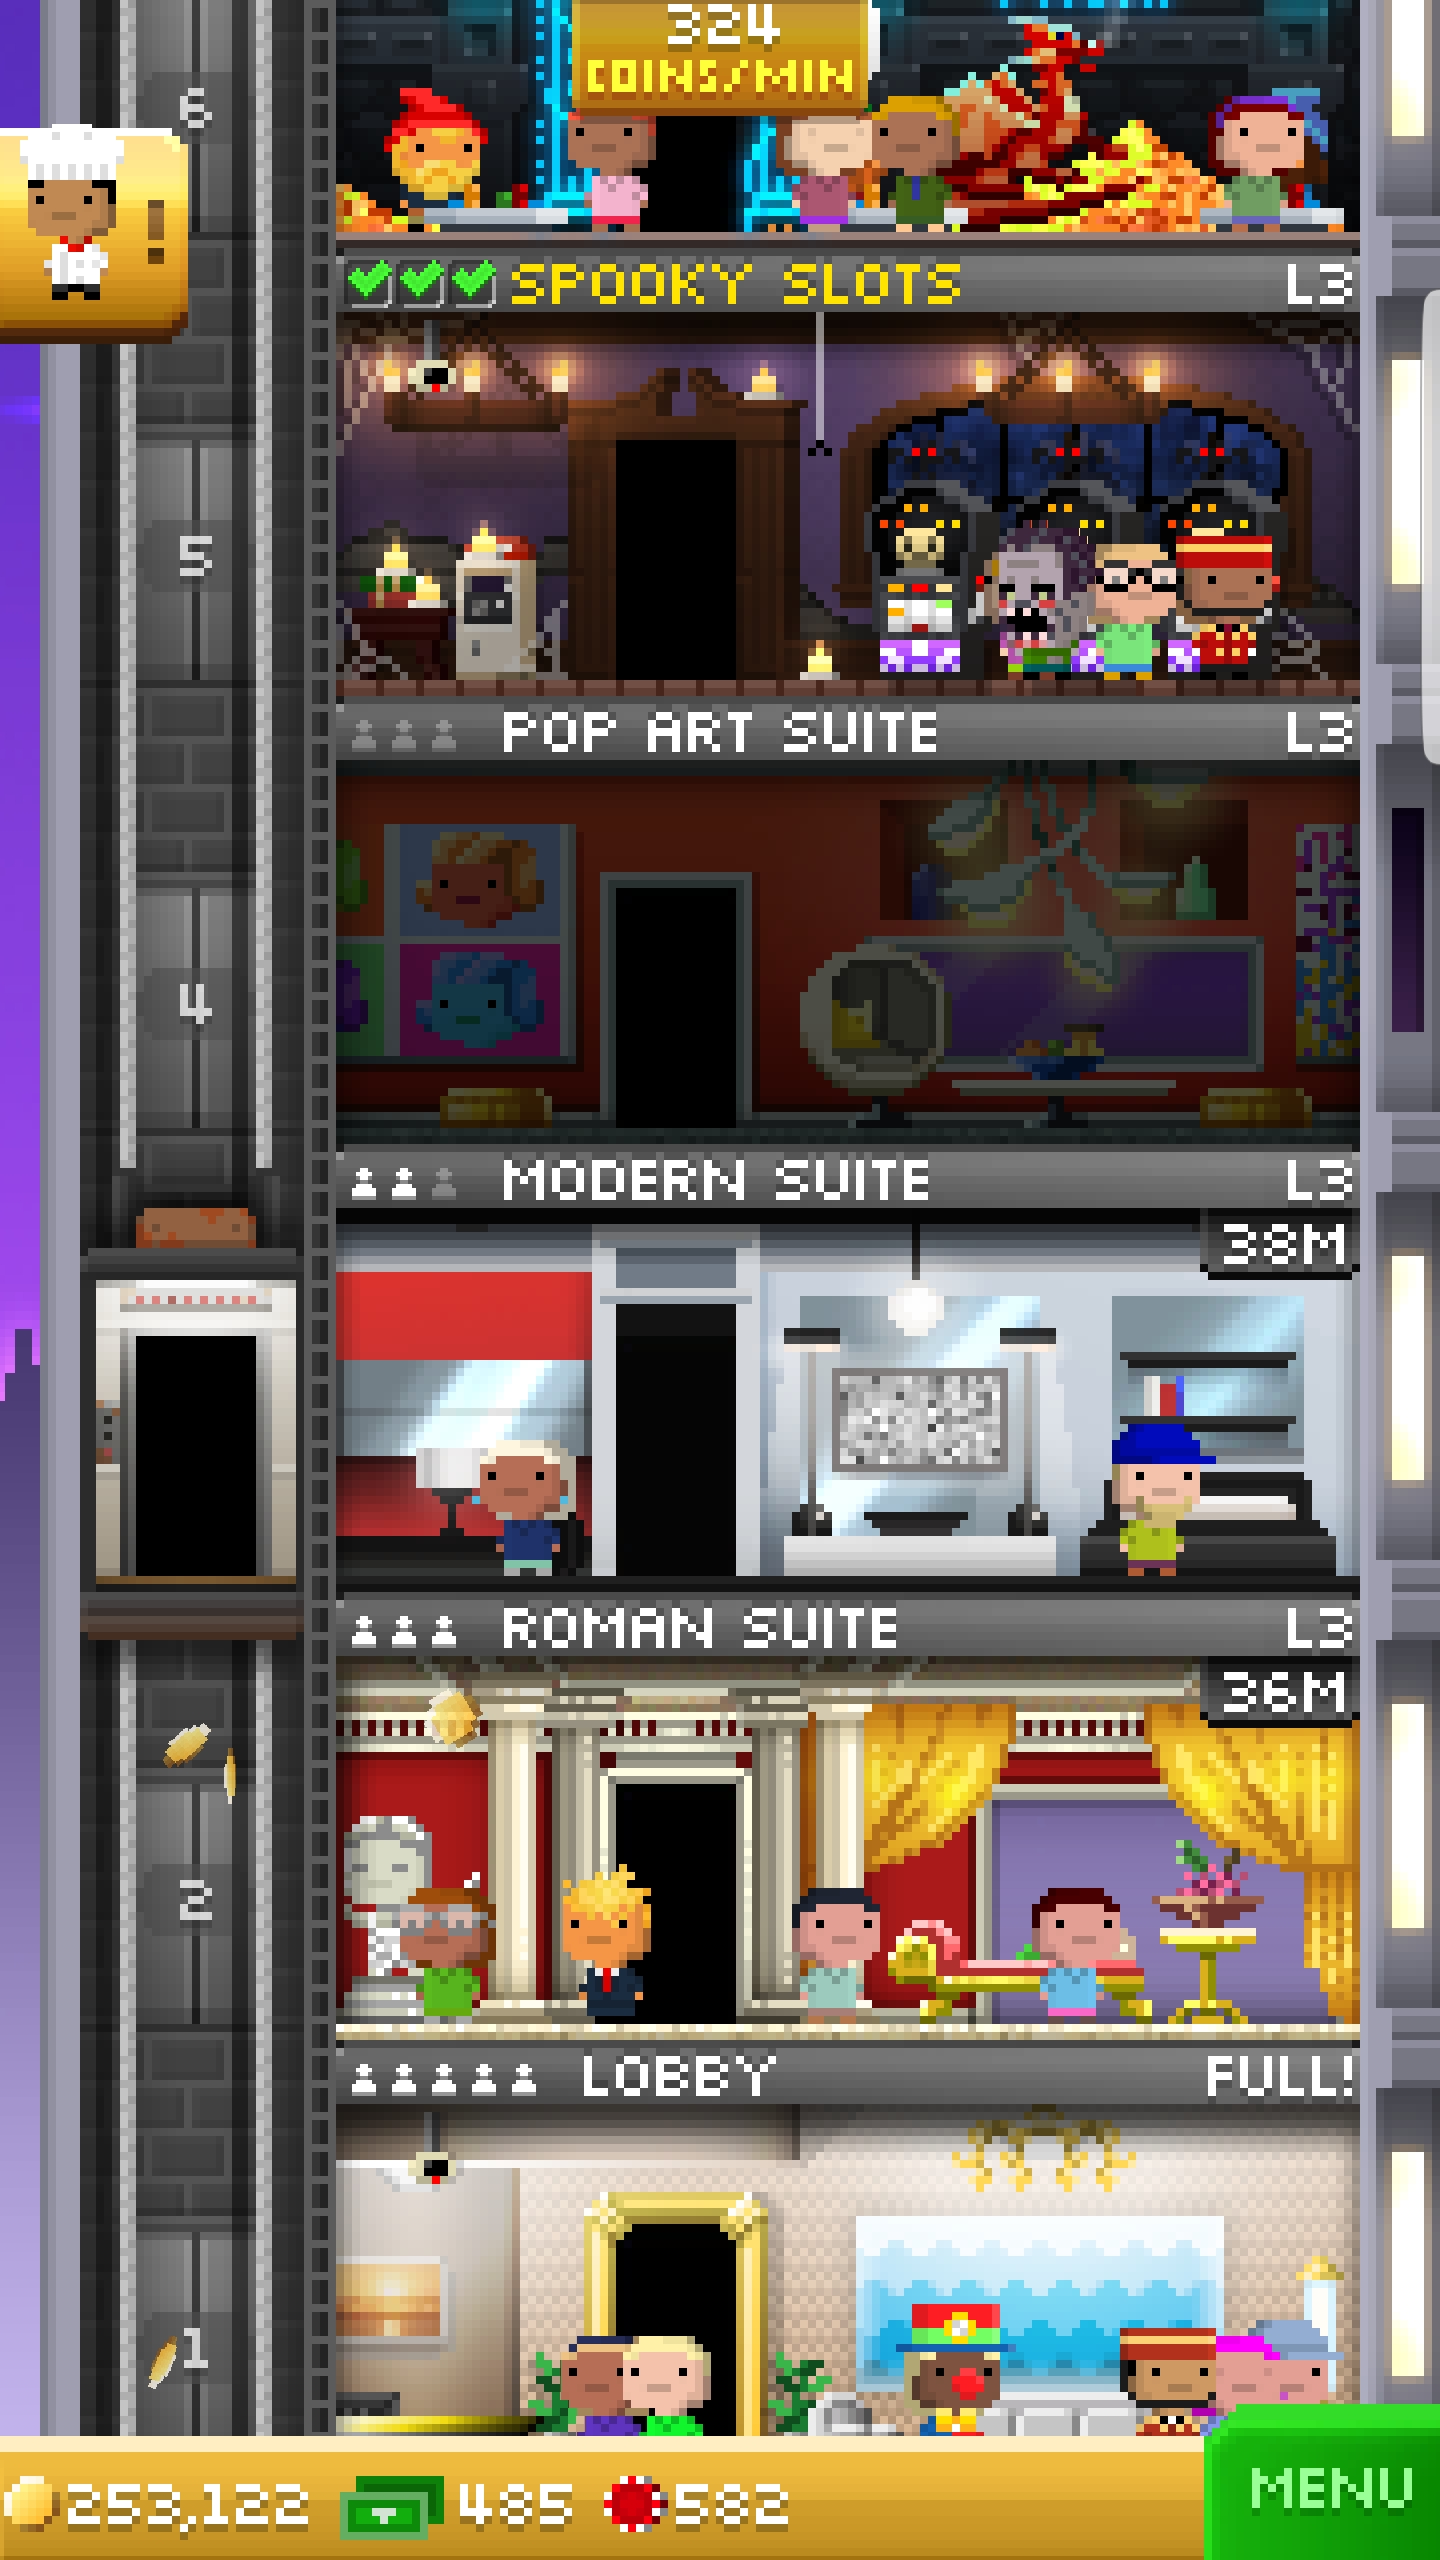 324
COINS/MIN
6
!
SPOOKY SLOTS L3
5
POP ART SUITE L3
4
MODERN SUITE L3
38M
ROMAN SUITE L3
36M
2
LOBBY FULL!
1
253,122 485 582 MENU